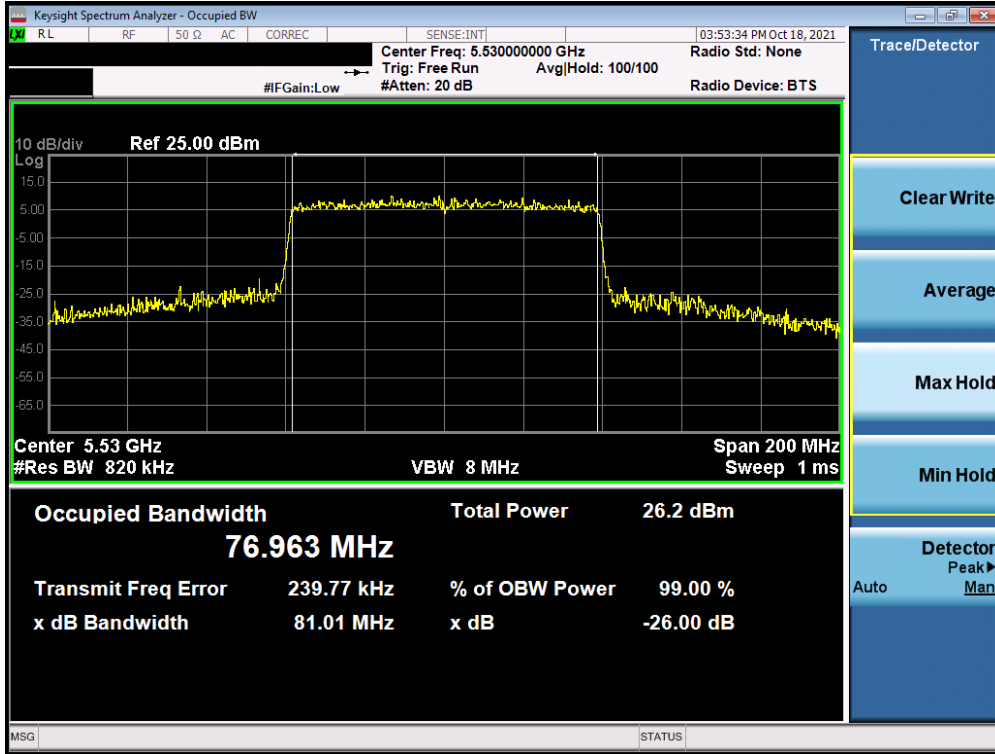 Keysight Spectrum Analyzer - Occupied BW
LXI RL RF 50 Ω AC CORREC SENSE:INT 03:53:34 PM Oct 18, 2021
Center Freq: 5.530000000 GHz Radio Std: None
Trig: Free Run Avg|Hold: 100/100
#IFGain:Low #Atten: 20 dB Radio Device: BTS
10 dB/div Ref 25.00 dBm
Log
15.0
5.00
-5.00
-15.0
-25.0
-35.0
-45.0
-55.0
-65.0
Center 5.53 GHz Span 200 MHz
#Res BW 820 kHz VBW 8 MHz Sweep 1 ms
Occupied Bandwidth Total Power 26.2 dBm
76.963 MHz
Transmit Freq Error 239.77 kHz % of OBW Power 99.00 %
x dB Bandwidth 81.01 MHz x dB -26.00 dB
MSG STATUS
Trace/Detector
Clear Write
Average
Max Hold
Min Hold
Detector
Peak▶
Auto Man